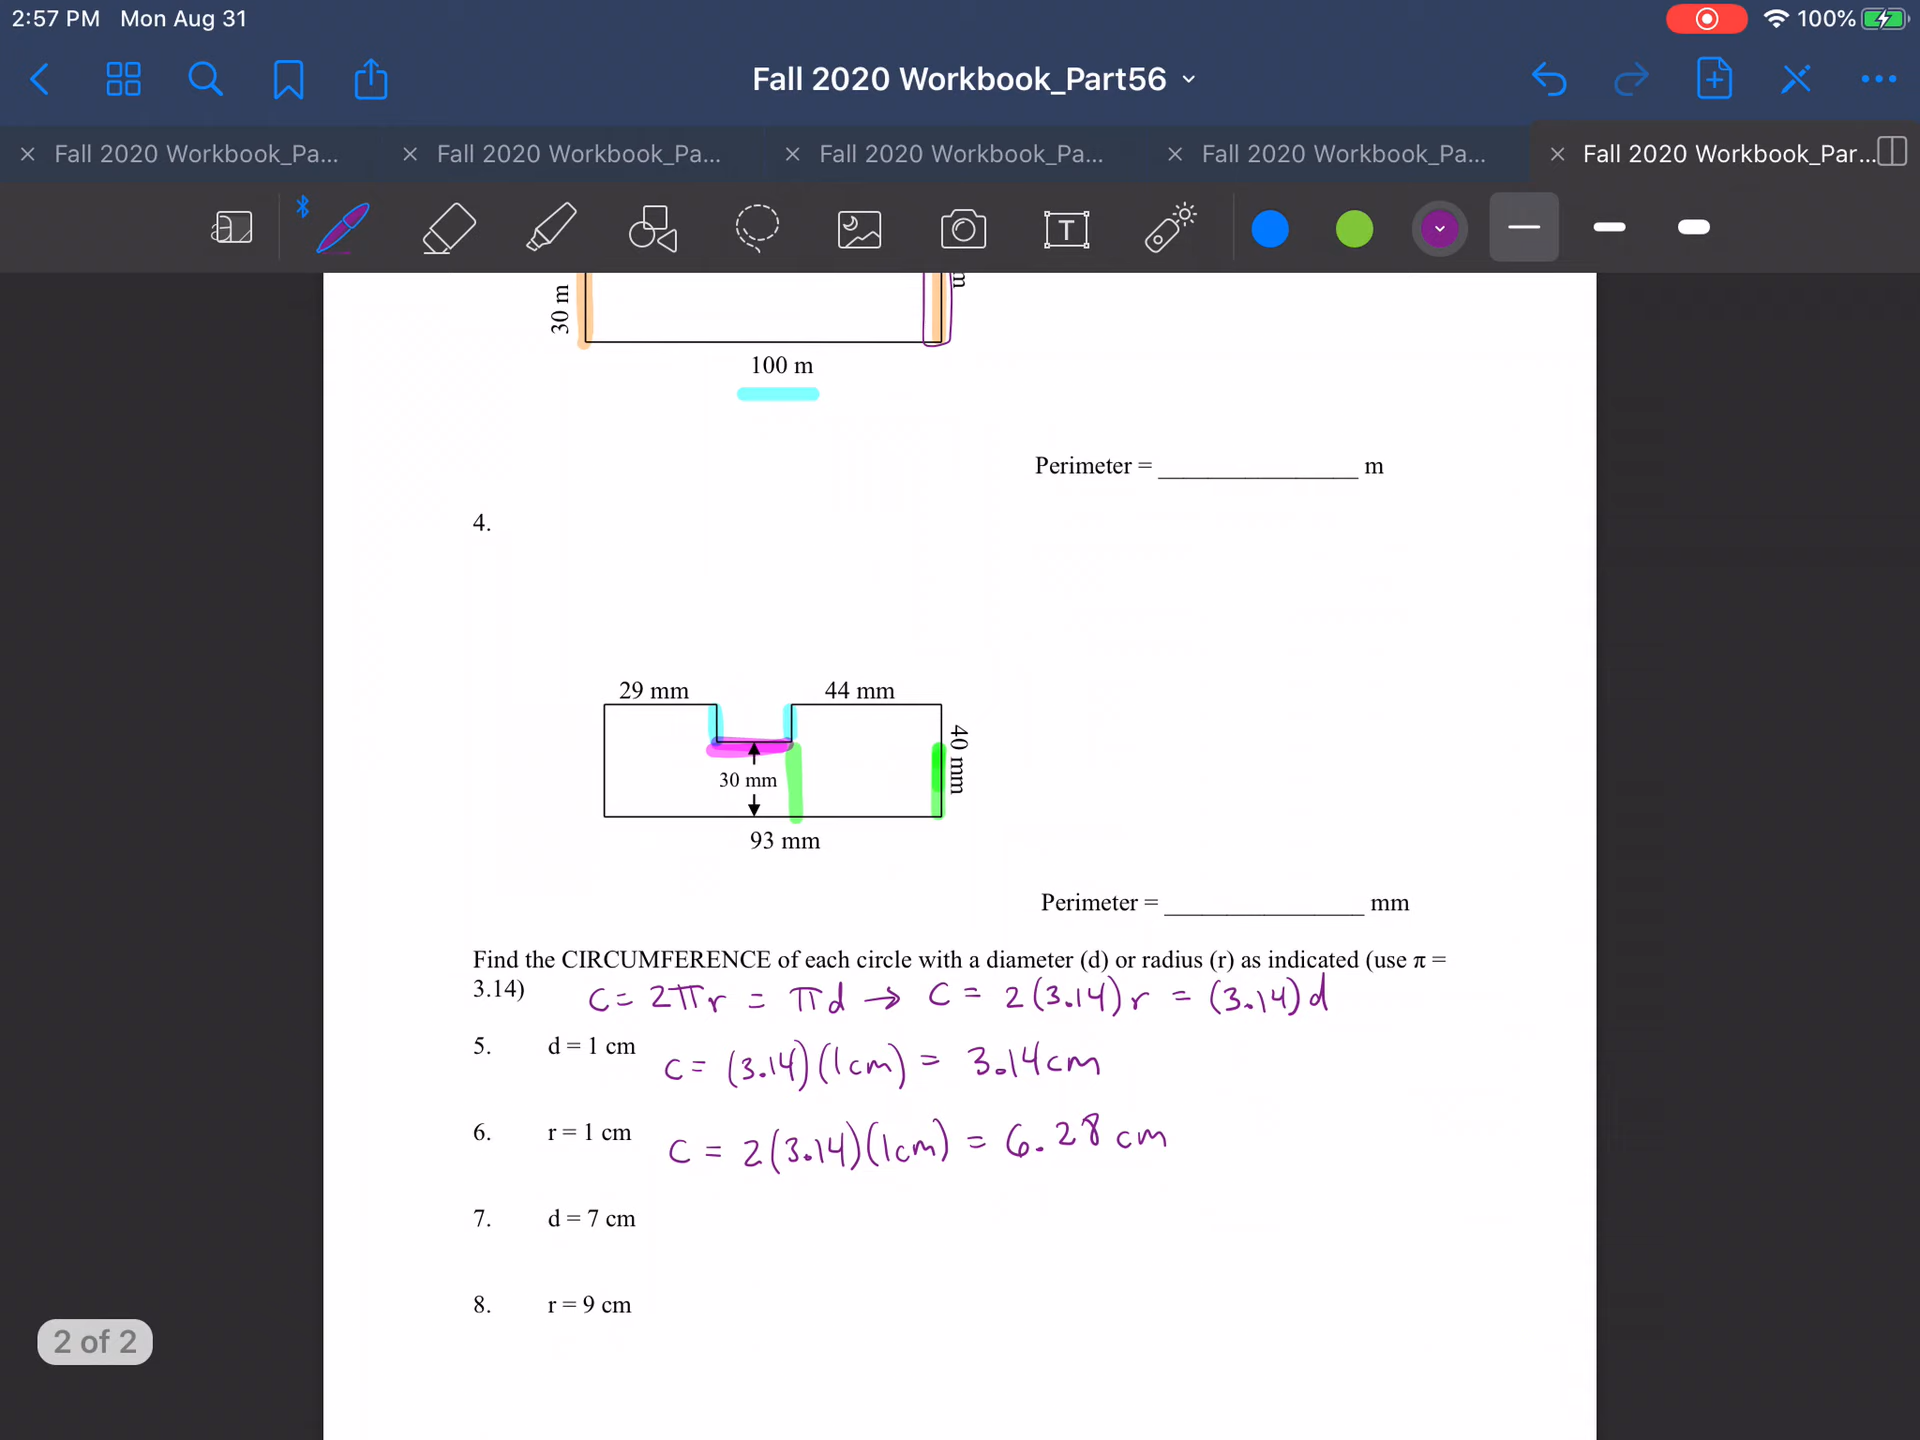 2:57 PM Mon Aug 31
100%
Fall 2020 Workbook_Part56
× Fall 2020 Workbook_Pa... × Fall 2020 Workbook_Pa... × Fall 2020 Workbook_Pa... × Fall 2020 Workbook_Pa... × Fall 2020 Workbook_Par...
T
30 m
m
100 m
Perimeter = ________________ m
4.
29 mm
44 mm
40 mm
30 mm
93 mm
Perimeter = ________________ mm
Find the CIRCUMFERENCE of each circle with a diameter (d) or radius (r) as indicated (use π =
3.14) C = 2πr = πd → C = 2(3.14)r = (3.14)d
5. d = 1 cm C = (3.14)(1cm) = 3.14cm
6. r = 1 cm C = 2(3.14)(1cm) = 6.28 cm
7. d = 7 cm
8. r = 9 cm
2 of 2